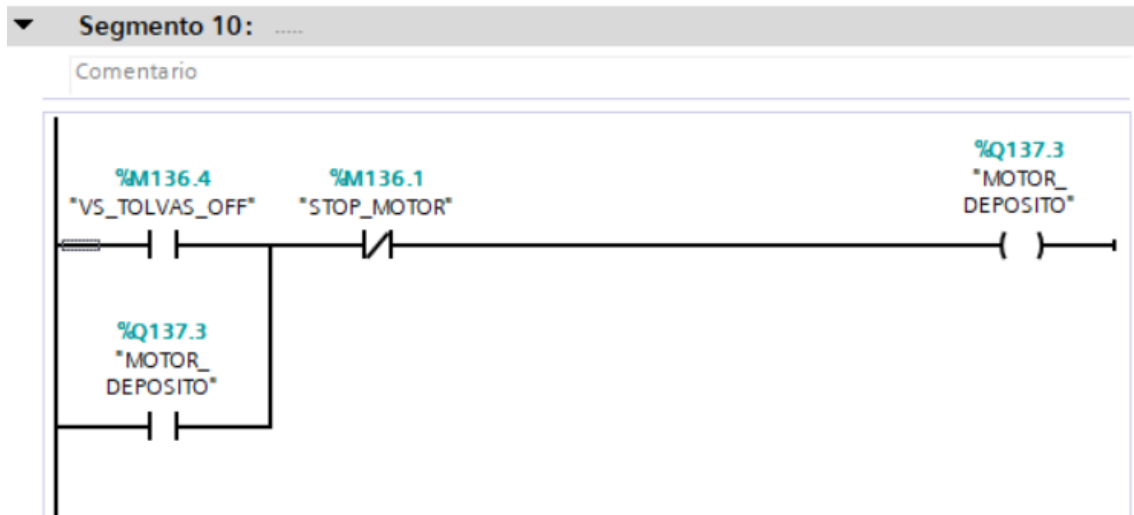 Segmento 10: .....
Comentario
%Q137.3
"MOTOR_
DEPOSITO"
%M136.4
"VS_TOLVAS_OFF"
%M136.1
"STOP_MOTOR"
%Q137.3
"MOTOR_
DEPOSITO"